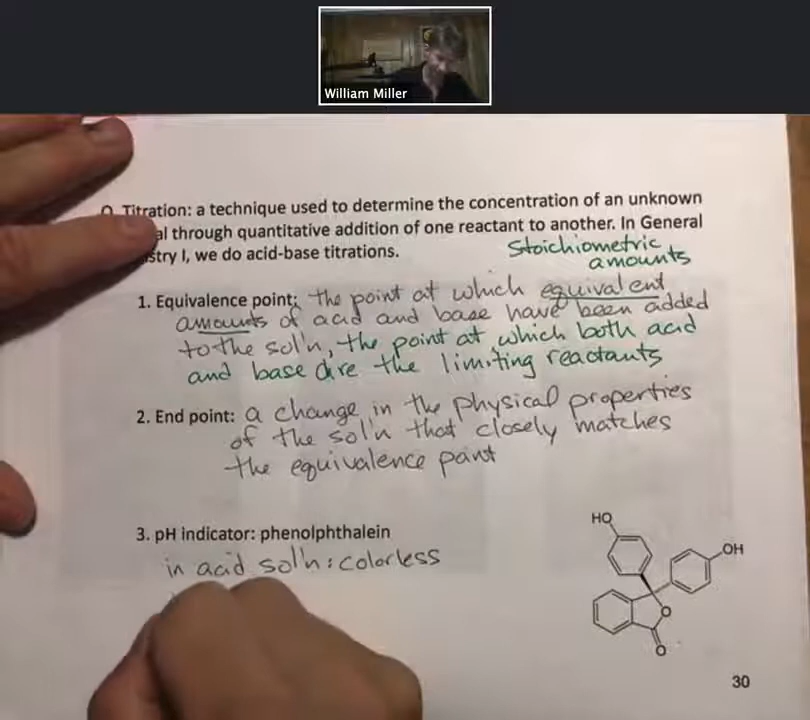 William Miller
Titration: a technique used to determine the concentration of an unknown
al through quantitative addition of one reactant to another. In General
stry I, we do acid-base titrations.
Stoichiometric
amounts
1. Equivalence point: the point at which equivalent
amounts of acid and base have been added
to the sol'n, the point at which both acid
and base are the limiting reactants
2. End point: a change in the physical properties
of the sol'n that closely matches
the equivalence point
3. pH indicator: phenolphthalein
in acid sol'n: colorless
HO
OH
O
O
30